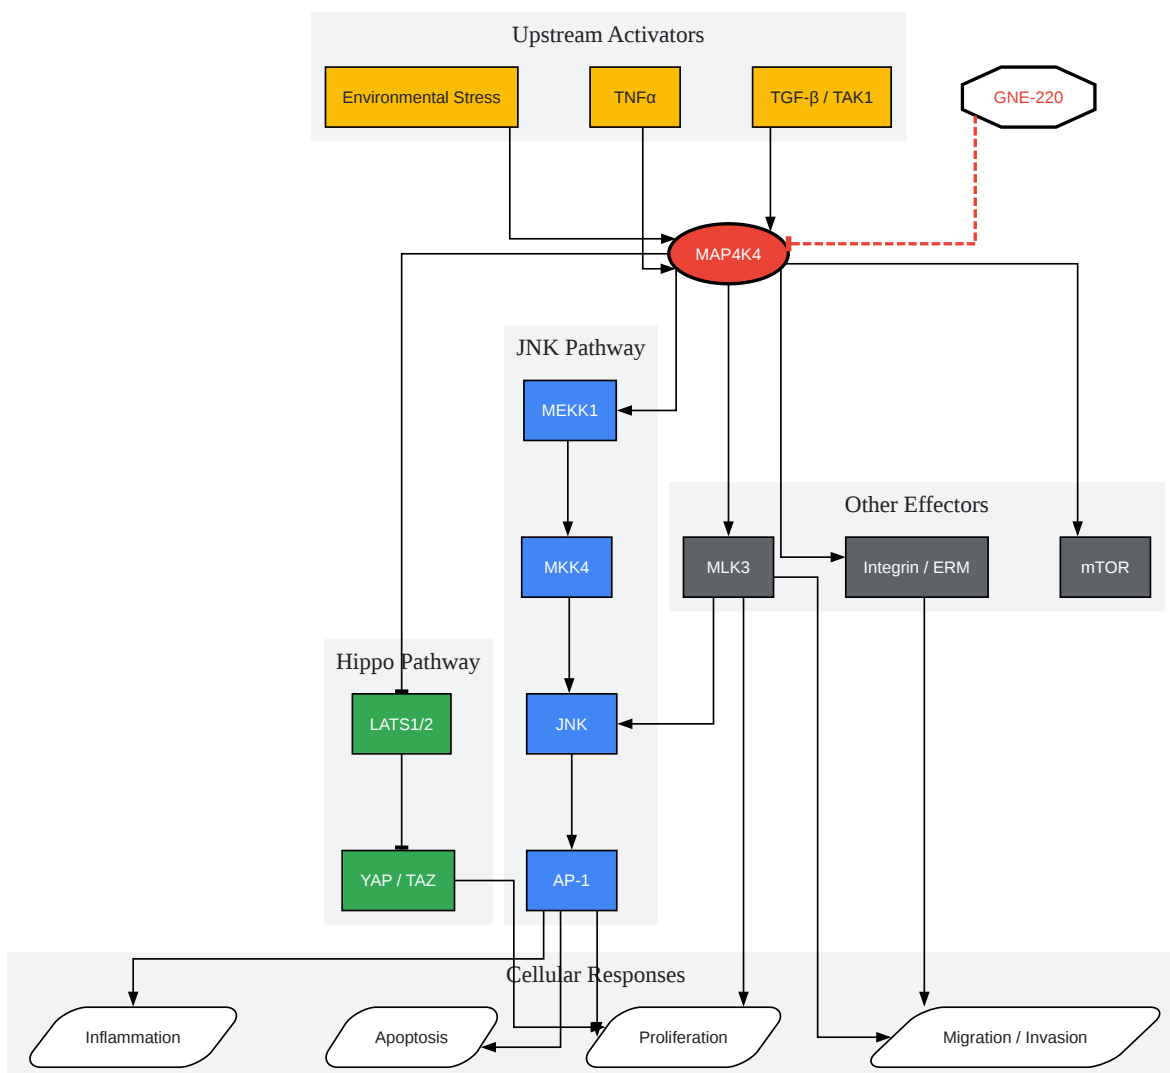 Upstream Activators
Environmental Stress
TNFα
TGF-β / TAK1
GNE-220
MAP4K4
JNK Pathway
MEKK1
Other Effectors
MKK4
MLK3
Integrin / ERM
mTOR
Hippo Pathway
LATS1/2
JNK
YAP / TAZ
AP-1
Cellular Responses
Inflammation
Apoptosis
Proliferation
Migration / Invasion